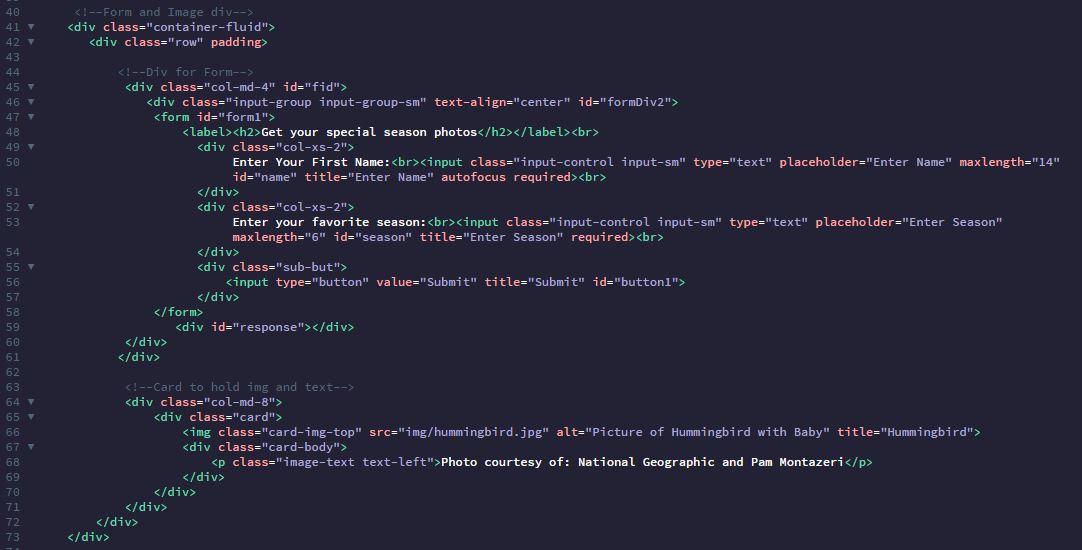 40 <!--Form and Image div-->
41 <div class="container-fluid">
42 <div class="row" padding>
43
44 <!--Div for Form-->
45 <div class="col-md-4" id="fid">
46 <div class="input-group input-group-sm" text-align="center" id="formDiv2">
47 <form id="form1">
48 <label><h2>Get your special season photos</h2></label><br>
49 <div class="col-xs-2">
50 Enter Your First Name:<br><input class="input-control input-sm" type="text" placeholder="Enter Name" maxlength="14"
id="name" title="Enter Name" autofocus required><br>
51 </div>
52 <div class="col-xs-2">
53 Enter your favorite season:<br><input class="input-control input-sm" type="text" placeholder="Enter Season"
maxlength="6" id="season" title="Enter Season" required><br>
54 </div>
55 <div class="sub-but">
56 <input type="button" value="Submit" title="Submit" id="button1">
57 </div>
58 </form>
59 <div id="response"></div>
60 </div>
61 </div>
62
63 <!--Card to hold img and text-->
64 <div class="col-md-8">
65 <div class="card">
66 <img class="card-img-top" src="img/hummingbird.jpg" alt="Picture of Hummingbird with Baby" title="Hummingbird">
67 <div class="card-body">
68 <p class="image-text text-left">Photo courtesy of: National Geographic and Pam Montazeri</p>
69 </div>
70 </div>
71 </div>
72 </div>
73 </div>